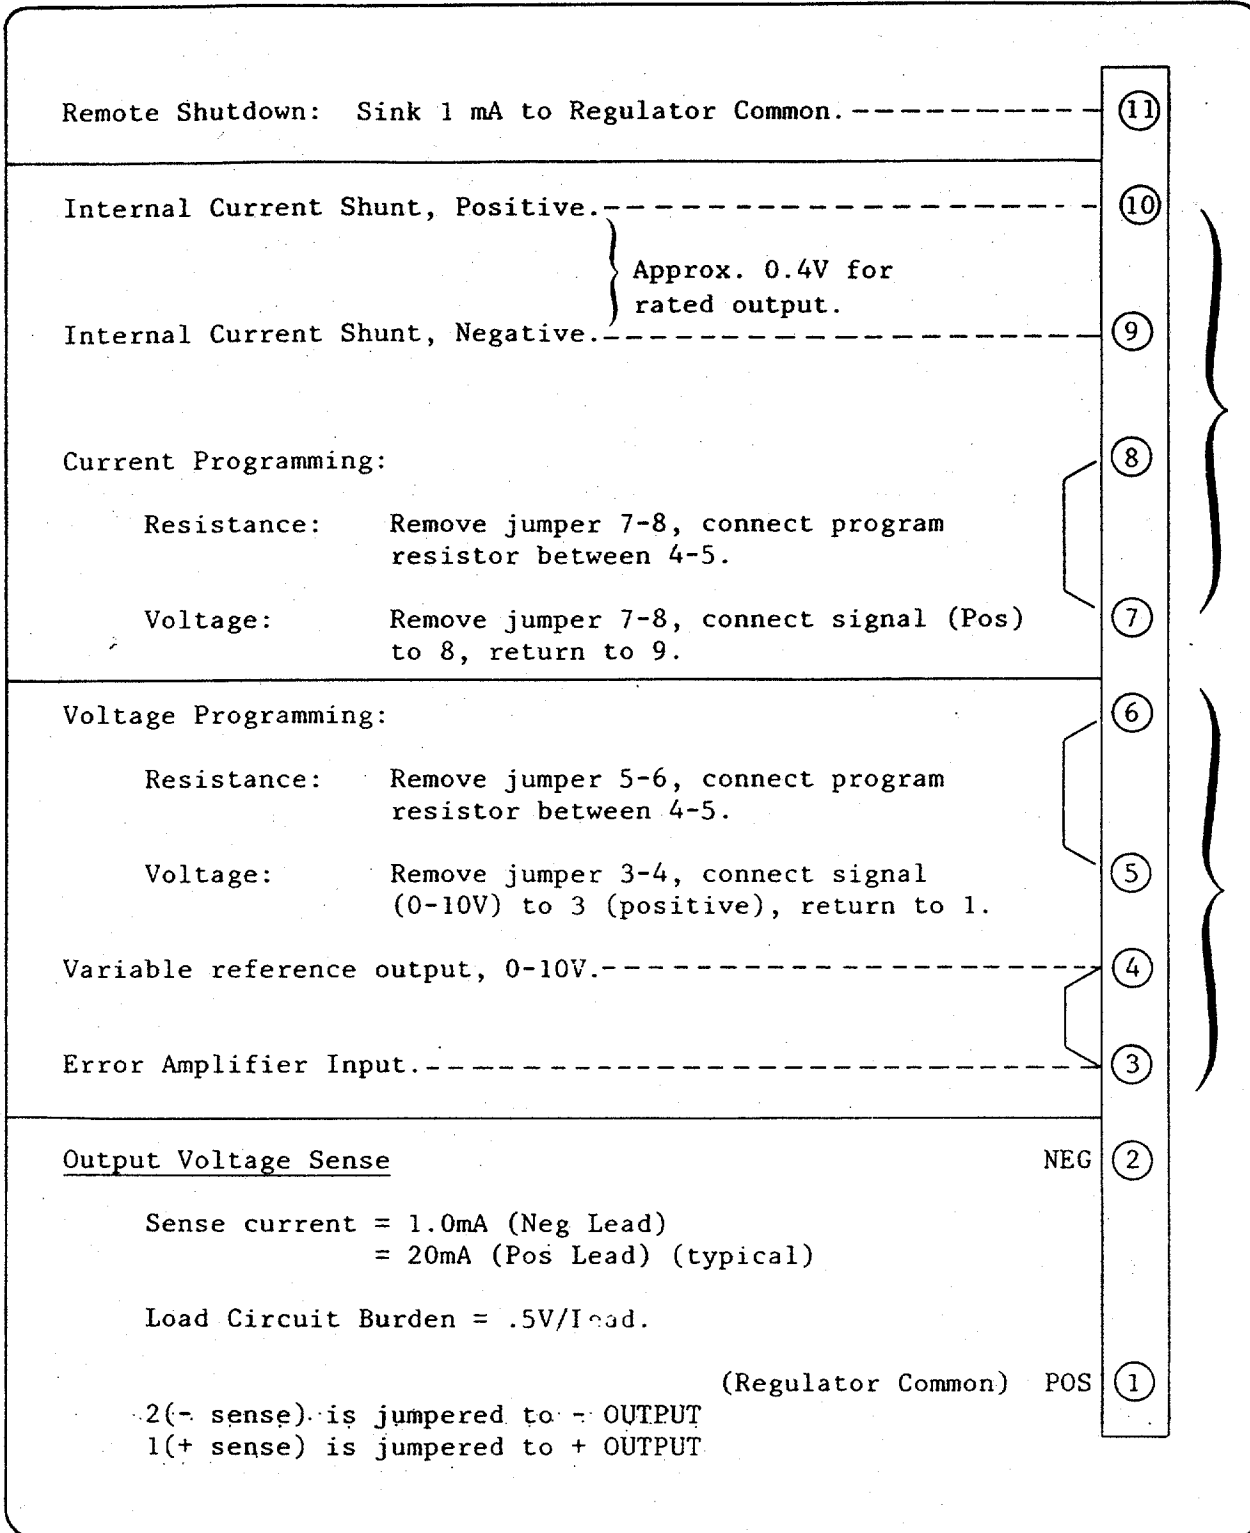 Remote Shutdown: Sink 1 mA to Regulator Common. 11
Internal Current Shunt, Positive. 10
Approx. 0.4V for
rated output.
Internal Current Shunt, Negative. 9
Current Programming: 8
Resistance: Remove jumper 7-8, connect program
resistor between 4-5.
Voltage: Remove jumper 7-8, connect signal (Pos) 7
to 8, return to 9.
Voltage Programming: 6
Resistance: Remove jumper 5-6, connect program
resistor between 4-5.
Voltage: Remove jumper 3-4, connect signal 5
(0-10V) to 3 (positive), return to 1.
Variable reference output, 0-10V. 4
Error Amplifier Input. 3
Output Voltage Sense NEG 2
Sense current = 1.0mA (Neg Lead)
= 20mA (Pos Lead) (typical)
Load Circuit Burden = .5V/
(Regulator Common) POS 1
2(- sense) is jumpered to - OUTPUT
1(+ sense) is jumpered to + OUTPUT